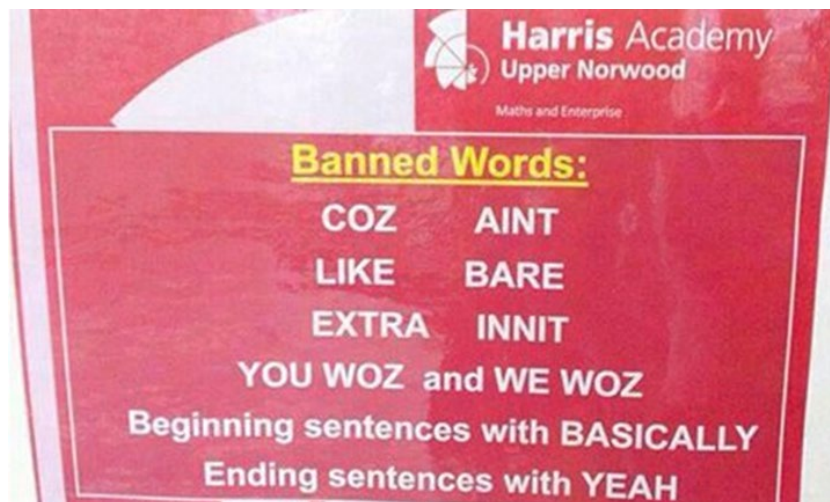 Harris Academy
Upper Norwood
Maths and Enterprise
Banned Words:
COZ AINT
LIKE BARE
EXTRA INNIT
YOU WOZ and WE WOZ
Beginning sentences with BASICALLY
Ending sentences with YEAH